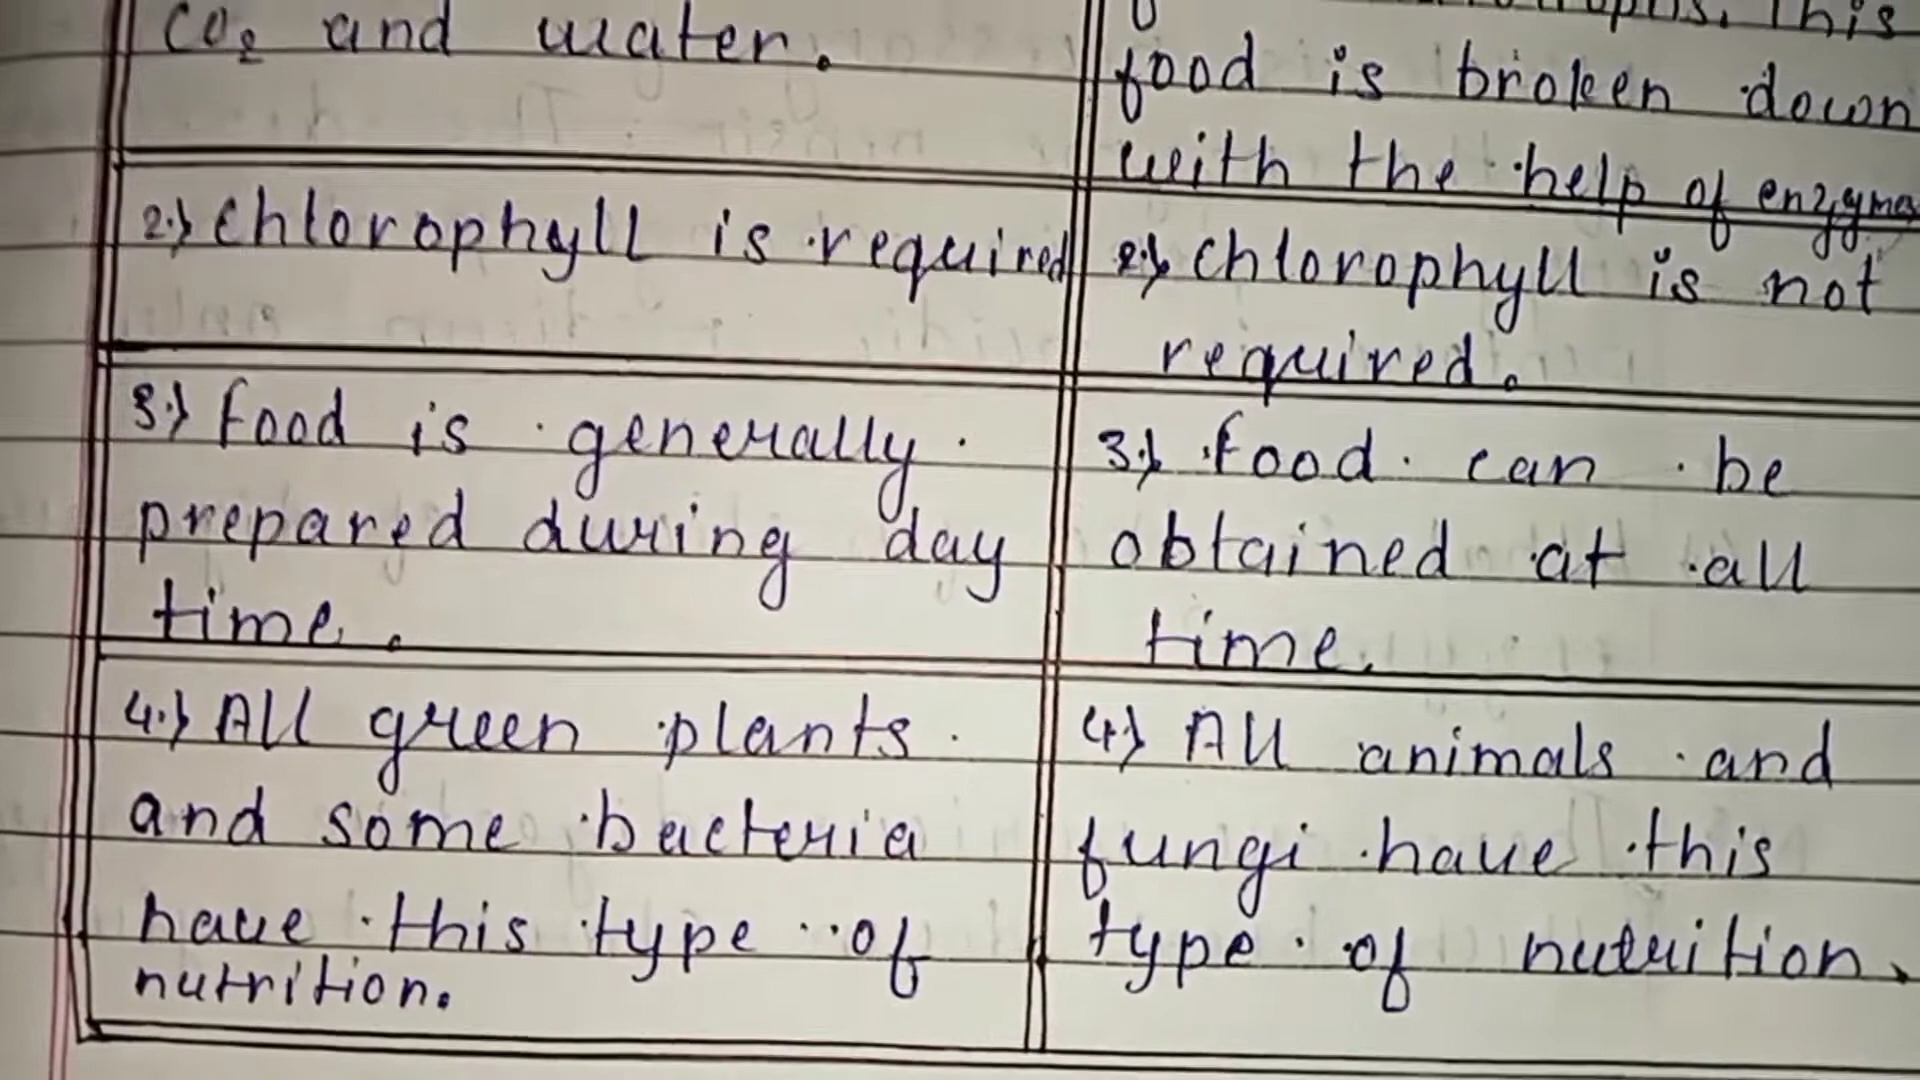 CO₂ and water.
This
food is broken down
with the help of enzymes
2.) chlorophyll is required
2.) chlorophyll is not
required.
3.) food is generally
prepared during day
time.
3.) food can be
obtained at all
time.
4.) All green plants
and some bacteria
have this type of
nutrition.
4.) All animals and
fungi have this
type of nutrition.